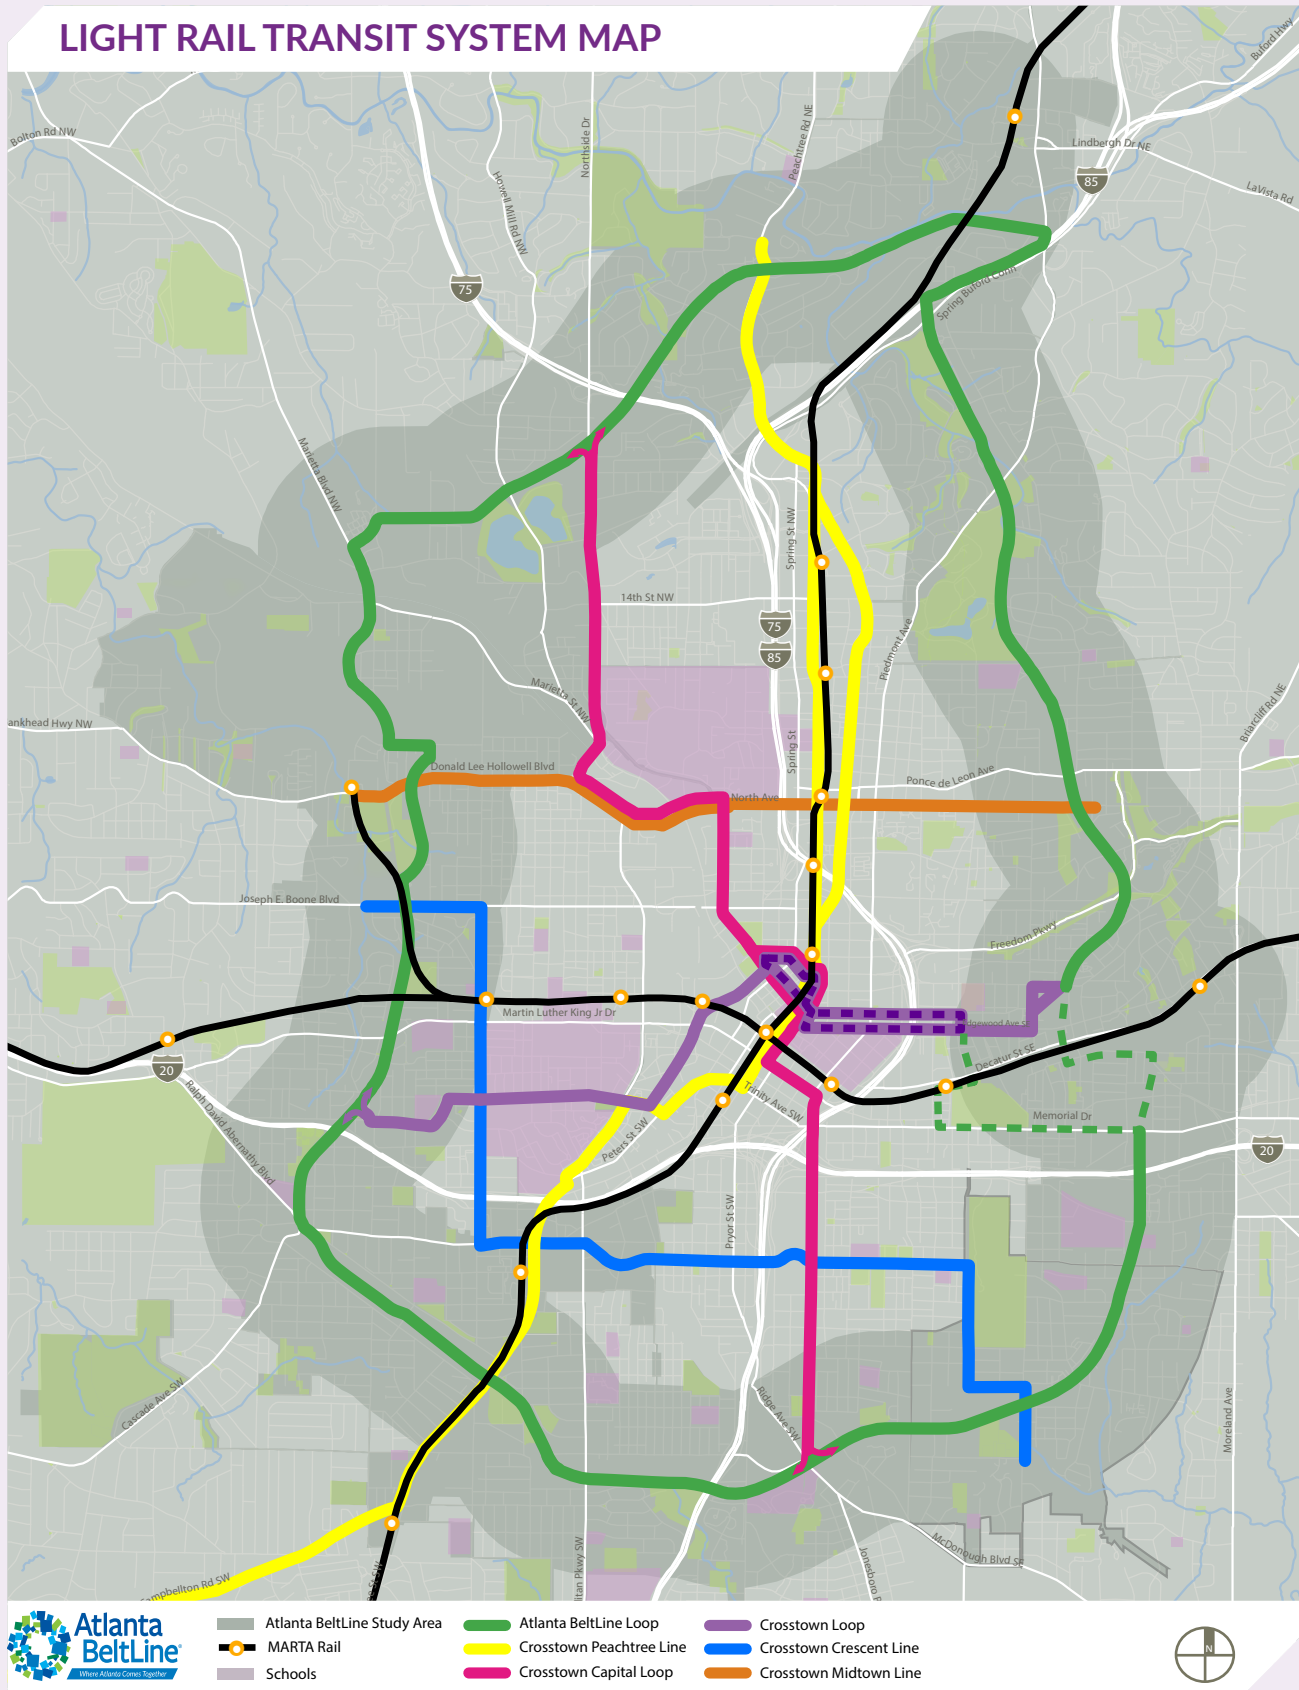 LIGHT RAIL TRANSIT SYSTEM MAP
Buford Hwy
Bolton Rd NW
Northside Dr
Peachtree Rd NE
Lindbergh Dr NE
85
LaVista Rd
Howell Mill Rd NW
75
Spring Buford Conn
Marietta Blvd NW
Spring St NW
14th St NW
75
85
Piedmont Ave
Marietta St NW
Briarcliff Rd NE
ankhead Hwy NW
Spring St
Donald Lee Hollowell Blvd
Ponce de Leon Ave
North Ave
Joseph E. Boone Blvd
Freedom Pkwy
Martin Luther King Jr Dr
dgewood Ave
Decatur St SE
20
Ralph David Abernathy Blvd
Trinity Ave SW
Memorial Dr
Peters St SW
20
Pryor St SW
Cascade Ave SW
Ridge Ave SW
Moreland Ave
McDonough Blvd SE
Jonesboro R
litan Pkwy SW
Campbellton Rd SW
Atlanta
BeltLine
Where Atlanta Comes Together
Atlanta BeltLine Study Area
MARTA Rail
Schools
Atlanta BeltLine Loop
Crosstown Peachtree Line
Crosstown Capital Loop
Crosstown Loop
Crosstown Crescent Line
Crosstown Midtown Line
N